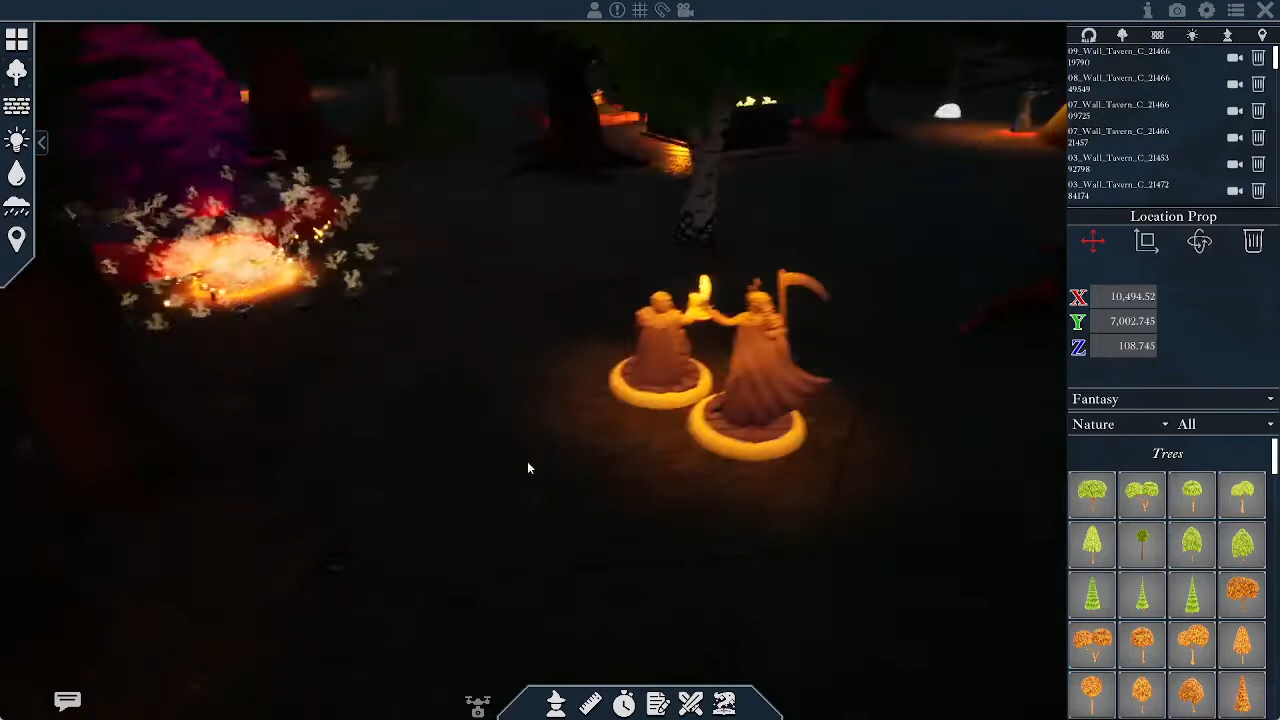 09_Wall_Tavern_C_21466
19790
08_Wall_Tavern_C_21466
49549
07_Wall_Tavern_C_21466
09725
07_Wall_Tavern_C_21466
21457
03_Wall_Tavern_C_21453
92798
03_Wall_Tavern_C_21472
84174
Location Prop
X 10,494.52
Y 7,002.745
Z 108.745
Fantasy
Nature All
Trees